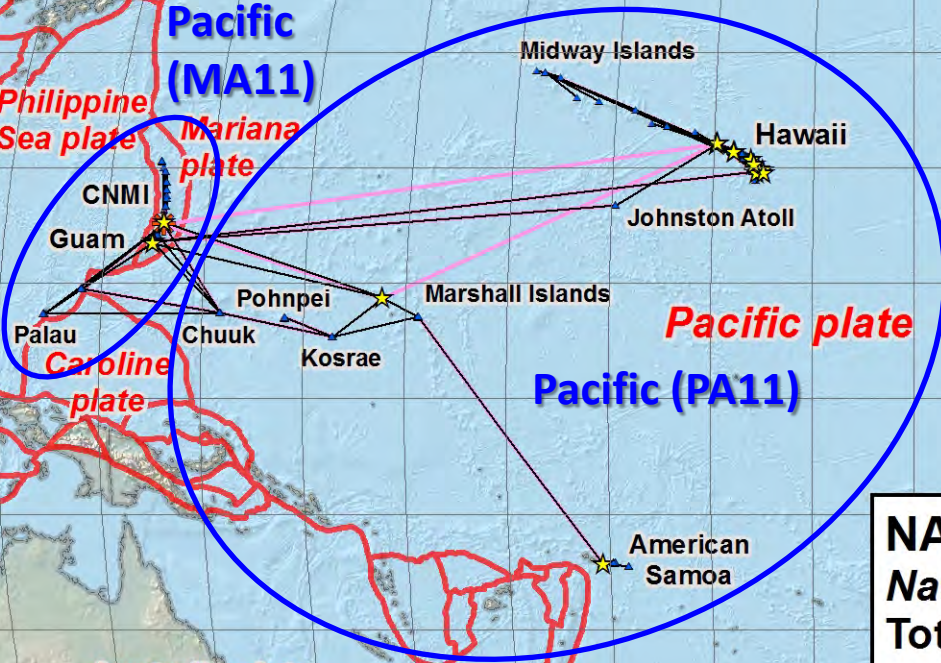 Pacific
(MA11)
Midway Islands
Philippine
Sea plate
Mariana
plate
Hawaii
CNMI
Guam
Johnston Atoll
Pohnpei
Marshall Islands
Palau
Chuuk
Kosrae
Pacific plate
Caroline
plate
Pacific (PA11)
American
Samoa
NA
Na
Tot